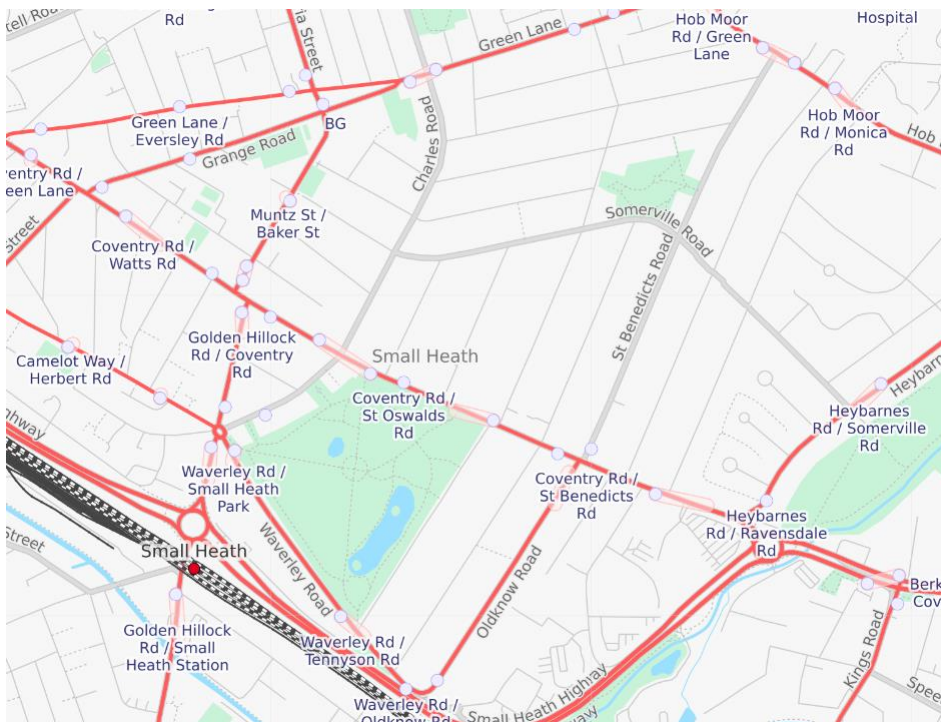 Rd
Hob Moor
Rd / Green
Lane
Hospital
Green Lane
Green Lane /
Eversley Rd
BG
Hob Moor
Rd / Monica
Rd
Grange Road
Charles Road
Muntz St /
Baker St
Street
Somerville Road
Coventry Rd /
Watts Rd
St Benedicts Road
Golden Hillock
Rd / Coventry
Rd
Small Heath
Camelot Way /
Herbert Rd
Coventry Rd /
St Oswalds
Rd
Heybarnes
Rd / Somerville
Rd
Waverley Rd /
Small Heath
Park
Coventry Rd /
St Benedicts
Rd
Heybarnes
Rd / Ravensdale
Rd
Street
Small Heath
Waverley Road
Oldknow Road
Golden Hillock
Rd / Small
Heath Station
Waverley Rd /
Tennyson Rd
Kings Road
Small Heath Highway
Waverley Rd /
Oldknow Rd